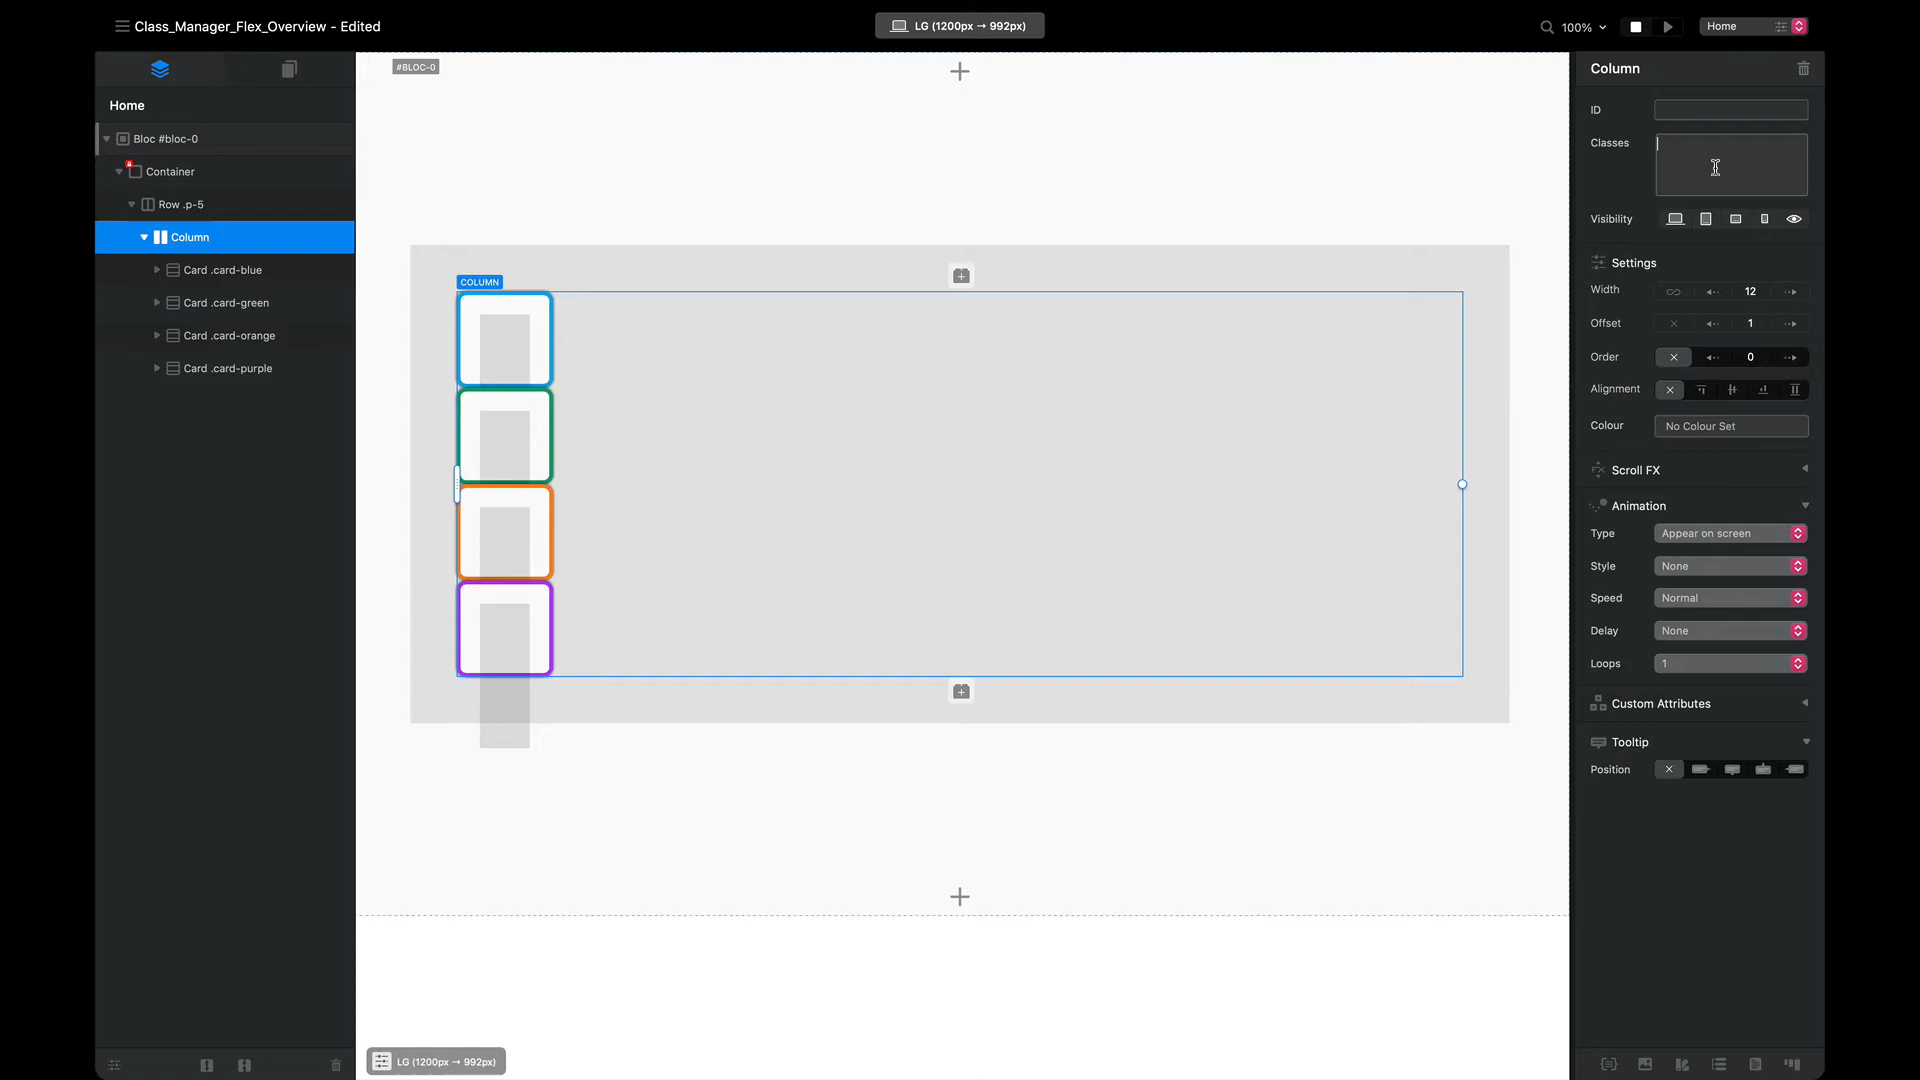 Class_Manager_Flex_Overview - Edited
LG (1200px → 992px)
100%
Home
Home
Bloc #bloc-0
Container
Row .p-5
Column
Card .card-blue
Card .card-green
Card .card-orange
Card .card-purple
#BLOC-0
COLUMN
LG (1200px → 992px)
Column
ID
Classes
Visibility
Settings
Width 12
Offset 1
Order 0
Alignment
Colour No Colour Set
Scroll FX
Animation
Type Appear on screen
Style None
Speed Normal
Delay None
Loops 1
Custom Attributes
Tooltip
Position